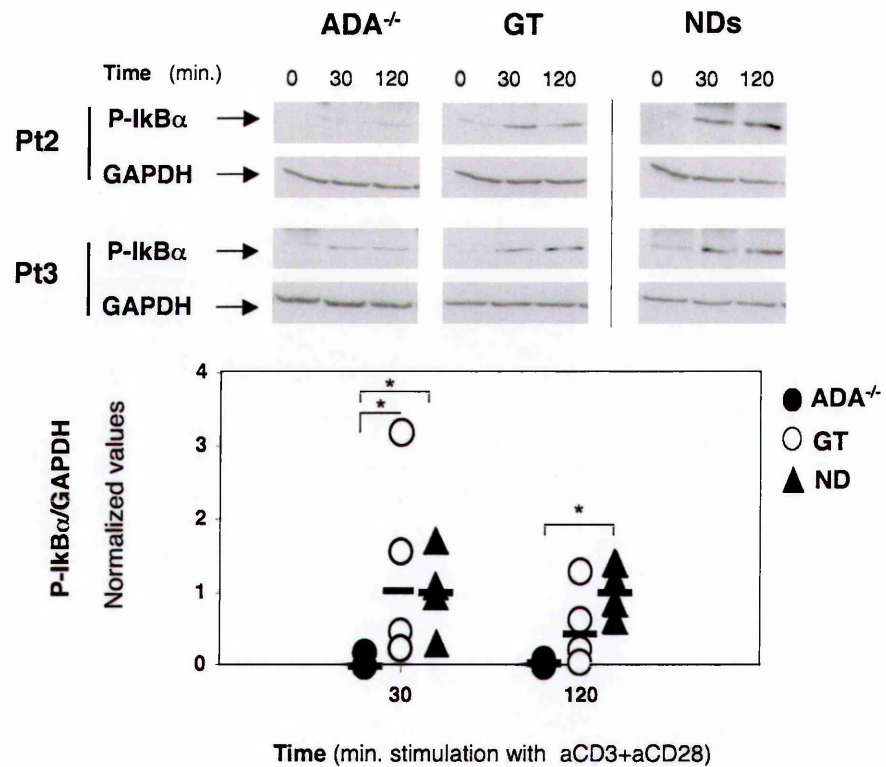 ADA-/- GT NDs
Time (min.) 0 30 120 0 30 120 0 30 120
Pt2
P-IkBα
GAPDH
Pt3
P-IkBα
GAPDH
P-IkBα/GAPDH
Normalized values
4
3
2
1
0
* * *
ADA-/-
GT
ND
30 120
Time (min. stimulation with aCD3+aCD28)